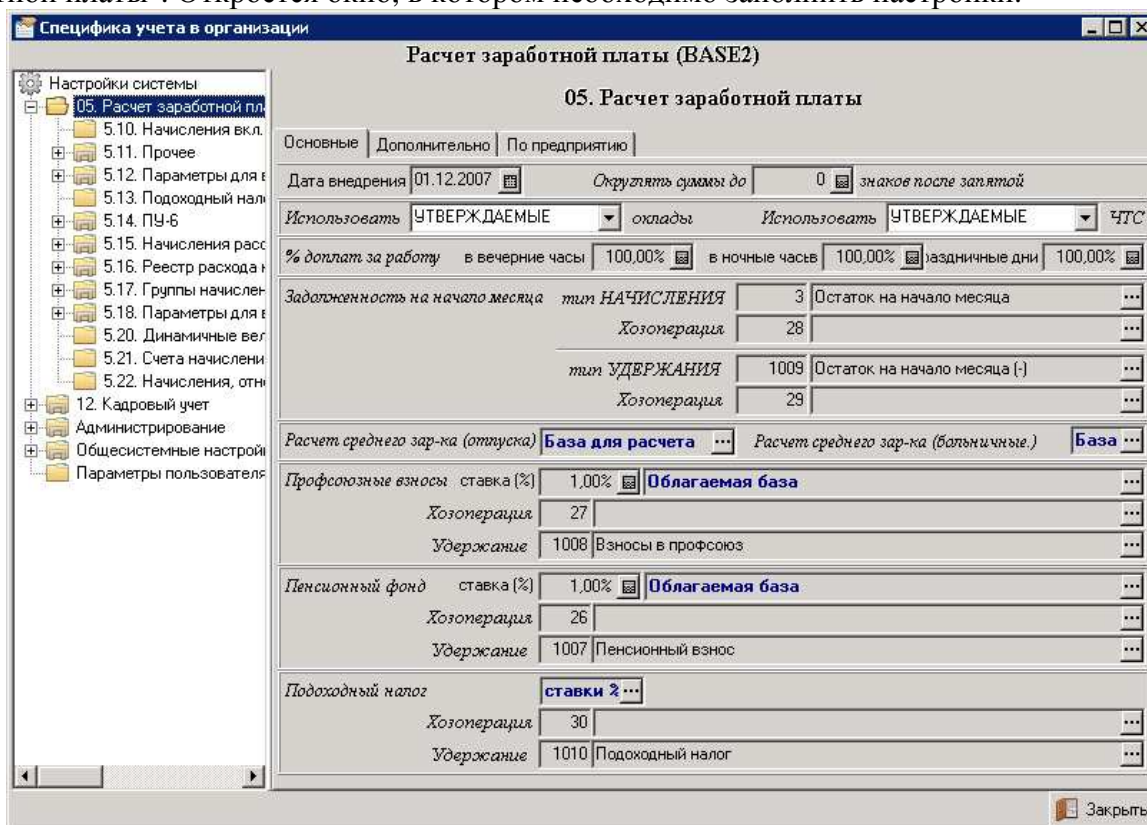 ной платы". Откроется окно, в котором необходимо заполнить настройки.
Специфика учета в организации
Расчет заработной платы (BASE2)
Настройки системы
05. Расчет заработной пл
5.10. Начисления вкл.
5.11. Прочее
5.12. Параметры для в
5.13. Подоходный нал
5.14. ПУ-6
5.15. Начисления расс
5.16. Реестр расхода н
5.17. Группы начислен
5.18. Параметры для в
5.20. Динамичные вел
5.21. Счета начислени
5.22. Начисления, отн
12. Кадровый учет
Администрирование
Общесистемные настрой
Параметры пользователя
05. Расчет заработной платы
Основные Дополнительно По предприятию
Дата внедрения 01.12.2007 Округлять суммы до 0 знаков после запятой
Использовать УТВЕРЖДАЕМЫЕ оклады Использовать УТВЕРЖДАЕМЫЕ ЧТС
% доплат за работу в вечерние часы 100,00% в ночные часы 100,00% аздничные дни 100,00%
Задолженность на начало месяца тип НАЧИСЛЕНИЯ 3 Остаток на начало месяца ...
Хозоперация 28 ...
тип УДЕРЖАНИЯ 1009 Остаток на начало месяца (-) ...
Хозоперация 29 ...
Расчет среднего зар-ка (отпуска) База для расчета ... Расчет среднего зар-ка (больничные.) База ...
Профсоюзные взносы ставка (%) 1,00% Облагаемая база ...
Хозоперация 27 ...
Удержание 1008 Взносы в профсоюз ...
Пенсионный фонд ставка (%) 1,00% Облагаемая база ...
Хозоперация 26 ...
Удержание 1007 Пенсионный взнос ...
Подоходный налог ставки % ...
Хозоперация 30 ...
Удержание 1010 Подоходный налог ...
Закрыть